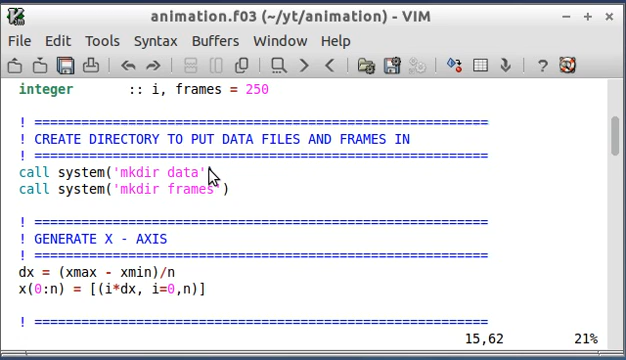 animation.f03 (~/yt/animation) - VIM
File Edit Tools Syntax Buffers Window Help
integer :: i, frames = 250
! =======================================================
! CREATE DIRECTORY TO PUT DATA FILES AND FRAMES IN
! =======================================================
call system('mkdir data'
call system('mkdir frames')
! =======================================================
! GENERATE X - AXIS
! =======================================================
dx = (xmax - xmin)/n
x(0:n) = [(i*dx, i=0,n)]
! =======================================================
15,62 21%